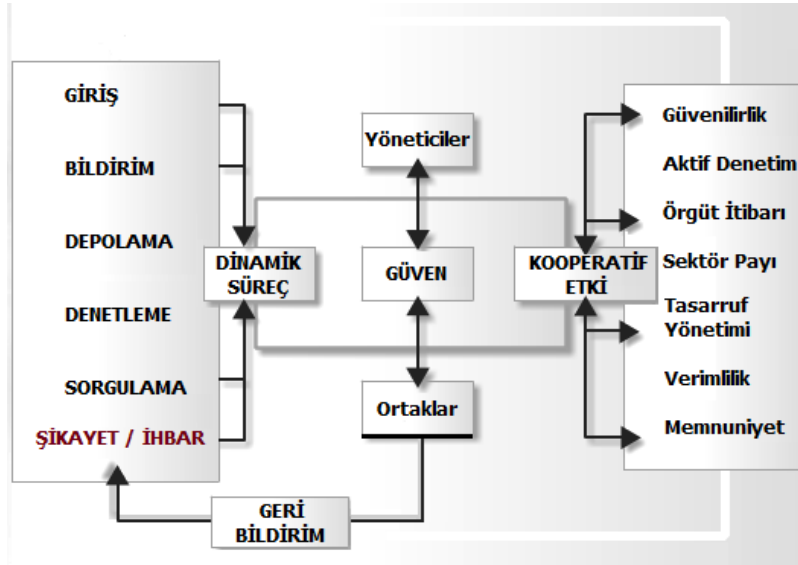 GİRİŞ
BİLDİRİM
DEPOLAMA
DENETLEME
SORGULAMA
ŞİKAYET / İHBAR
DİNAMİK
SÜREÇ
Yöneticiler
GÜVEN
Ortaklar
GERİ
BİLDİRİM
KOOPERATİF
ETKİ
Güvenilirlik
Aktif Denetim
Örgüt İtibarı
Sektör Payı
Tasarruf
Yönetimi
Verimlilik
Memnuniyet